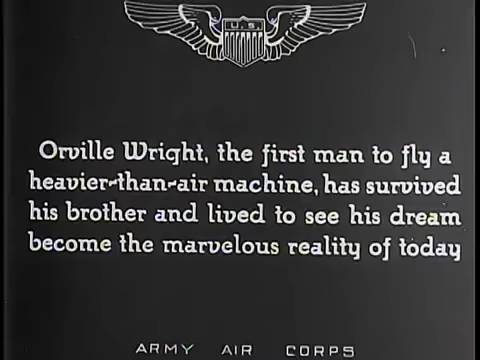 U.S.
Orville Wright, the first man to fly a
heavier-than-air machine, has survived
his brother and lived to see his dream
become the marvelous reality of today
ARMY AIR CORPS